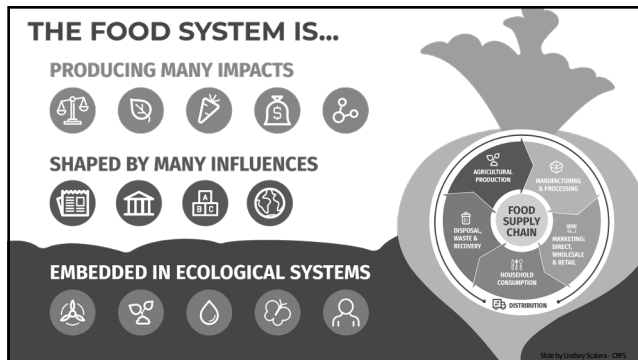 THE FOOD SYSTEM IS...
PRODUCING MANY IMPACTS
$
SHAPED BY MANY INFLUENCES
A
B C
EMBEDDED IN ECOLOGICAL SYSTEMS
AGRICULTURAL
PRODUCTION
MANUFACTURING
& PROCESSING
MARKETING:
DIRECT,
WHOLESALE
& RETAIL
HOUSEHOLD
CONSUMPTION
DISPOSAL,
WASTE &
RECOVERY
FOOD
SUPPLY
CHAIN
DISTRIBUTION
Slide by Lindsey Scalera - CRFS